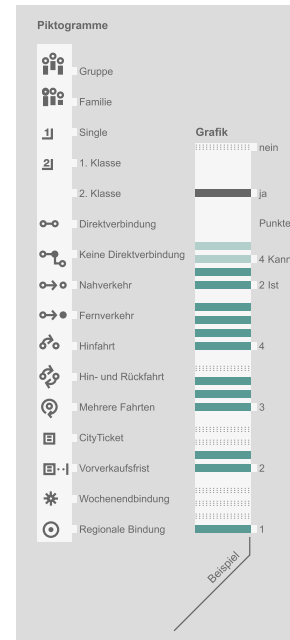 Piktogramme
Gruppe
Familie
1 Single
2 1. Klasse
2. Klasse
Direktverbindung
Keine Direktverbindung
Nahverkehr
Fernverkehr
Hinfahrt
Hin- und Rückfahrt
Mehrere Fahrten
CityTicket
Vorverkaufsfrist
Wochenendbindung
Regionale Bindung
Grafik
nein
ja
Punkte
4 Kann
2 Ist
4
3
2
1
Beispiel